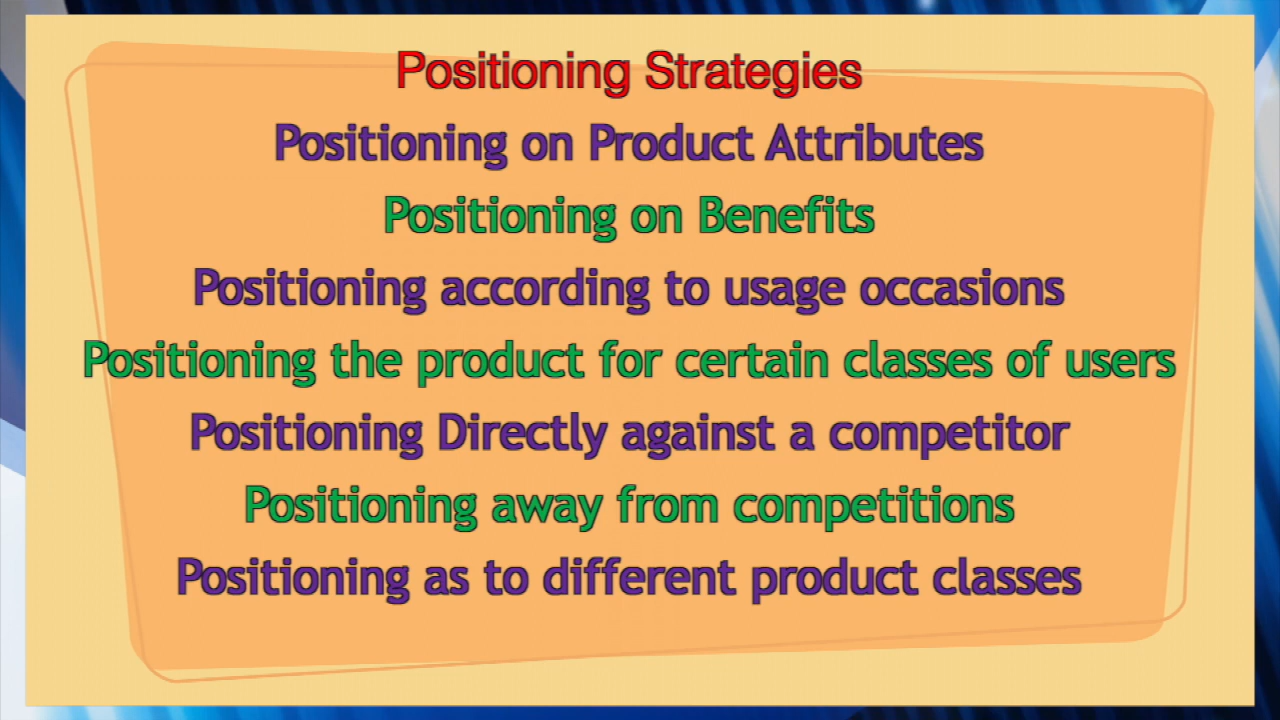 Positioning Strategies
Positioning on Product Attributes
Positioning on Benefits
Positioning according to usage occasions
Positioning the product for certain classes of users
Positioning Directly against a competitor
Positioning away from competitions
Positioning as to different product classes